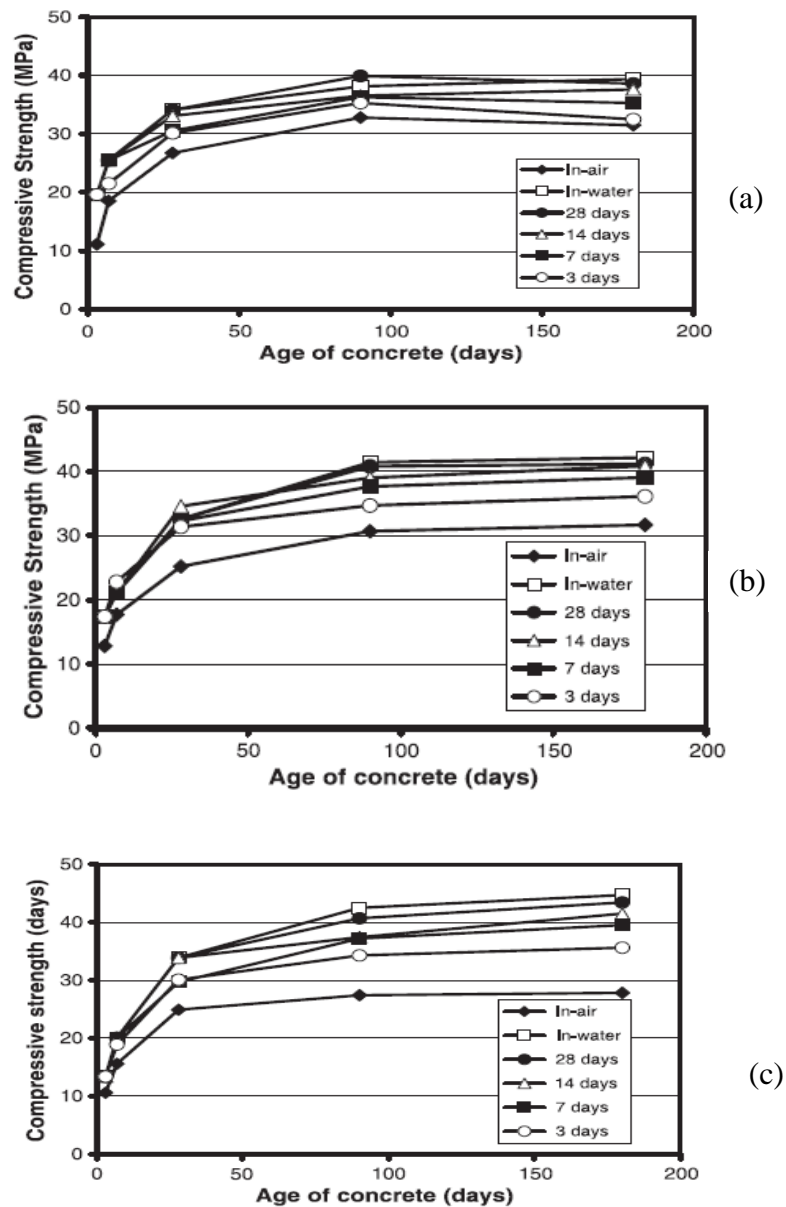 50
40
30
20
10
0
Compressive Strength (MPa)
In-air
In-water
28 days
14 days
7 days
3 days
0 50 100 150 200
Age of concrete (days)
(a)
50
40
30
20
10
0
Compressive Strength (MPa)
In-air
In-water
28 days
14 days
7 days
3 days
0 50 100 150 200
Age of concrete (days)
(b)
50
40
30
20
10
0
Compressive strength (days)
In-air
In-water
28 days
14 days
7 days
3 days
0 50 100 150 200
Age of concrete (days)
(c)